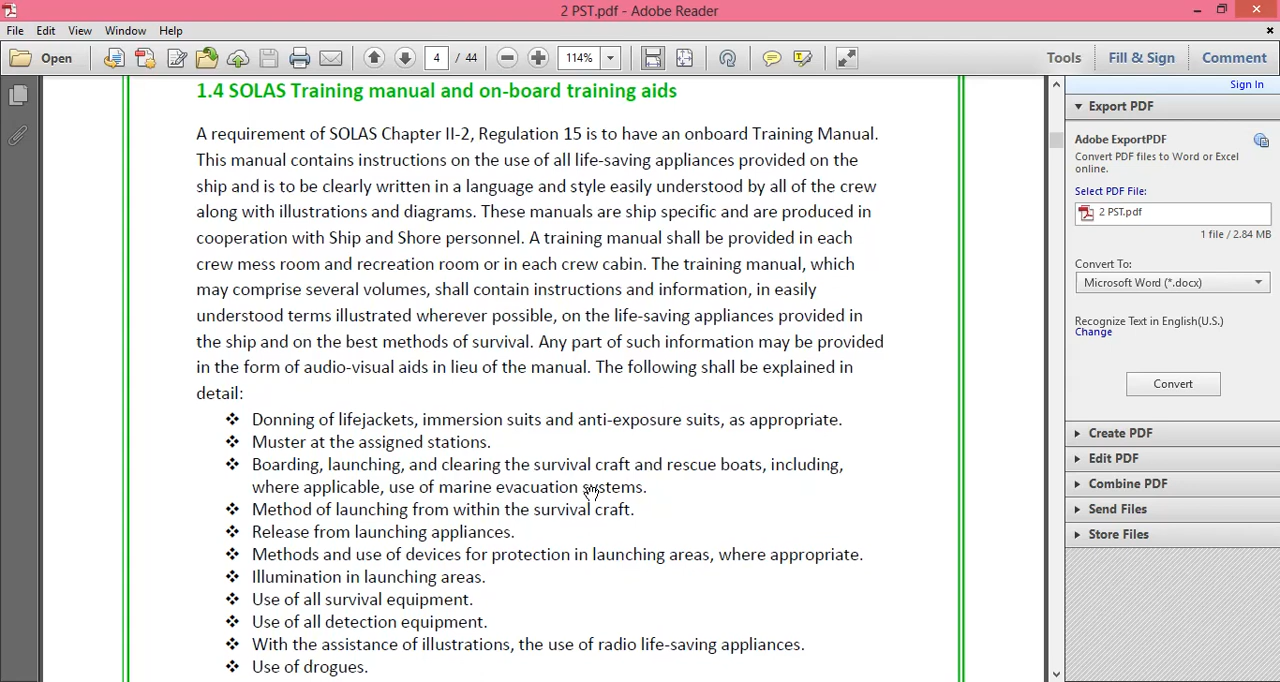 2 PST.pdf - Adobe Reader
File Edit View Window Help
Open 4 / 44 114% Tools Fill & Sign Comment
Sign In
Export PDF
Adobe ExportPDF
Convert PDF files to Word or Excel
online.
Select PDF File:
2 PST.pdf
1 file / 2.84 MB
Convert To:
Microsoft Word (*.docx)
Recognize Text in English(U.S.)
Change
Convert
Create PDF
Edit PDF
Combine PDF
Send Files
Store Files
1.4 SOLAS Training manual and on-board training aids
A requirement of SOLAS Chapter II-2, Regulation 15 is to have an onboard Training Manual.
This manual contains instructions on the use of all life-saving appliances provided on the
ship and is to be clearly written in a language and style easily understood by all of the crew
along with illustrations and diagrams. These manuals are ship specific and are produced in
cooperation with Ship and Shore personnel. A training manual shall be provided in each
crew mess room and recreation room or in each crew cabin. The training manual, which
may comprise several volumes, shall contain instructions and information, in easily
understood terms illustrated wherever possible, on the life-saving appliances provided in
the ship and on the best methods of survival. Any part of such information may be provided
in the form of audio-visual aids in lieu of the manual. The following shall be explained in
detail:
❖ Donning of lifejackets, immersion suits and anti-exposure suits, as appropriate.
❖ Muster at the assigned stations.
❖ Boarding, launching, and clearing the survival craft and rescue boats, including,
where applicable, use of marine evacuation systems.
❖ Method of launching from within the survival craft.
❖ Release from launching appliances.
❖ Methods and use of devices for protection in launching areas, where appropriate.
❖ Illumination in launching areas.
❖ Use of all survival equipment.
❖ Use of all detection equipment.
❖ With the assistance of illustrations, the use of radio life-saving appliances.
❖ Use of drogues.